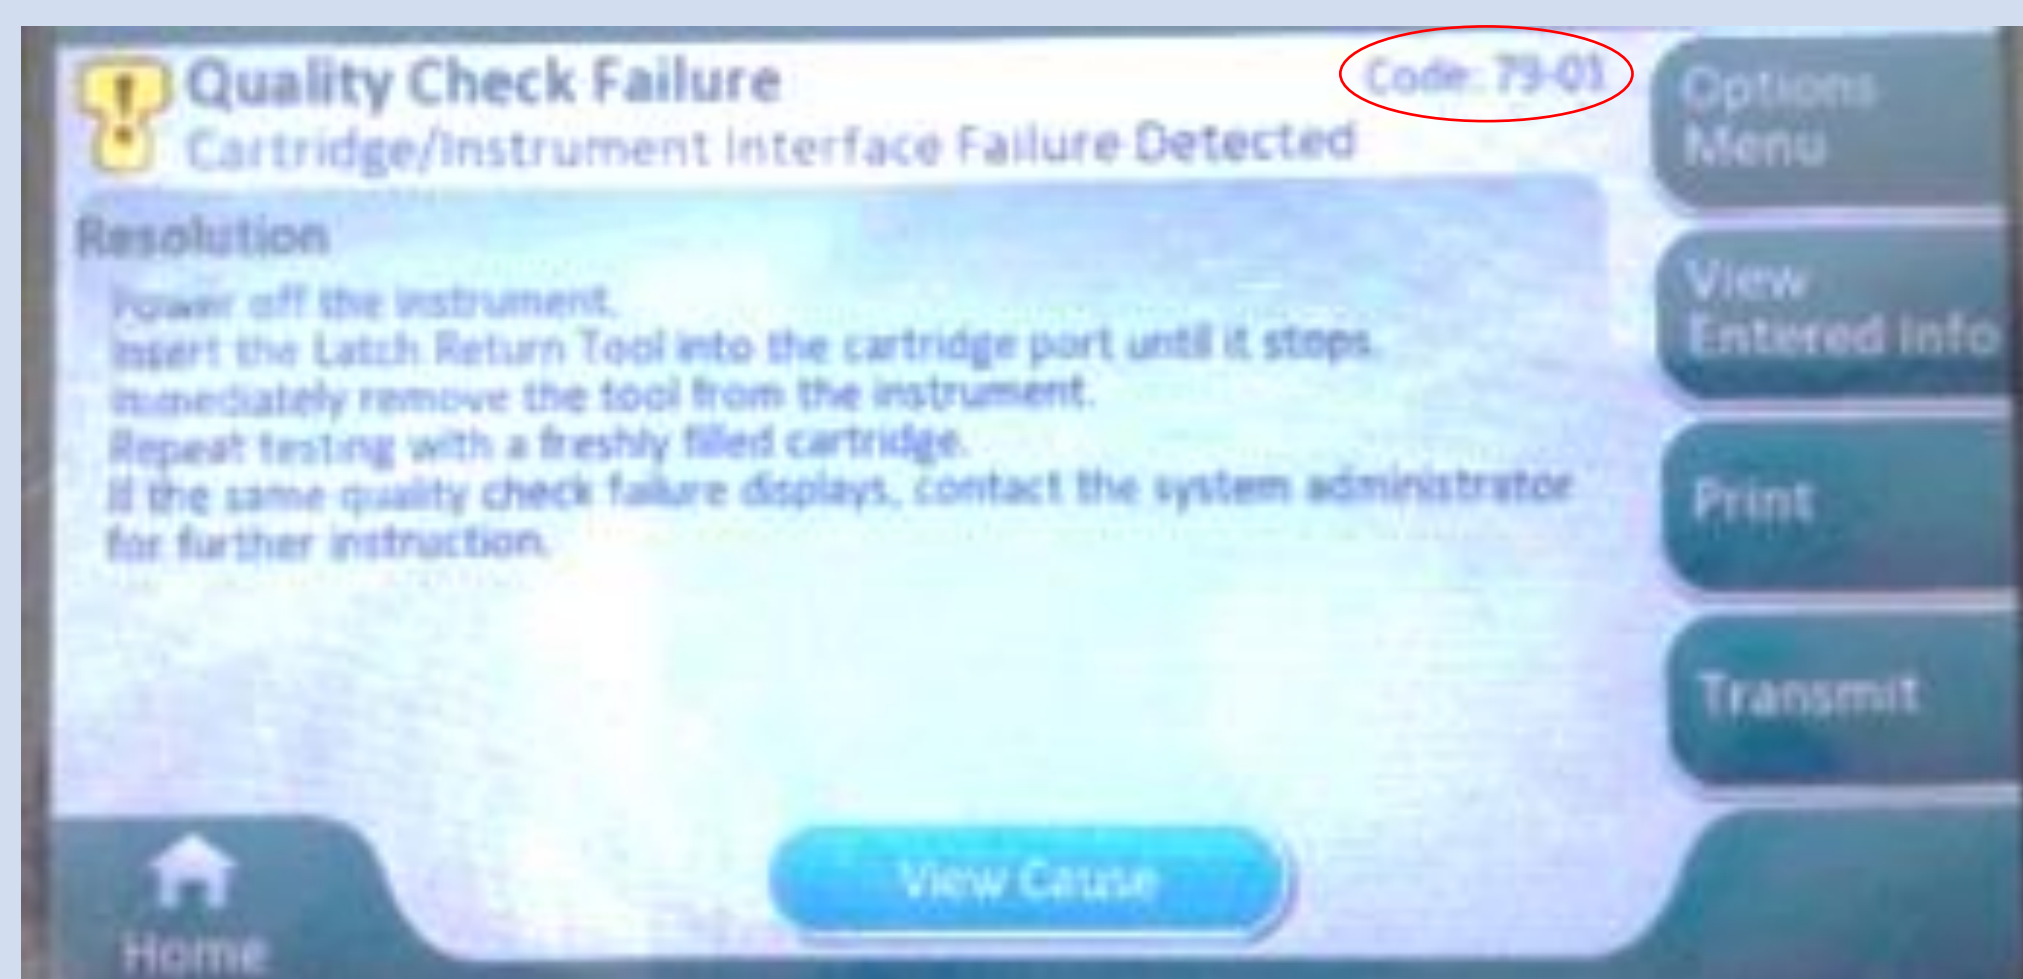 Quality Check Failure
Code: 79-01
Cartridge/Instrument Interface Failure Detected
Options
Menu
Resolution
Power off the instrument.
Insert the Latch Return Tool into the cartridge port until it stops.
Immediately remove the tool from the instrument.
Repeat testing with a freshly filled cartridge.
If the same quality check failure displays, contact the system administrator
for further instruction.
View
Entered Info
Print
Transmit
View Cause
Home